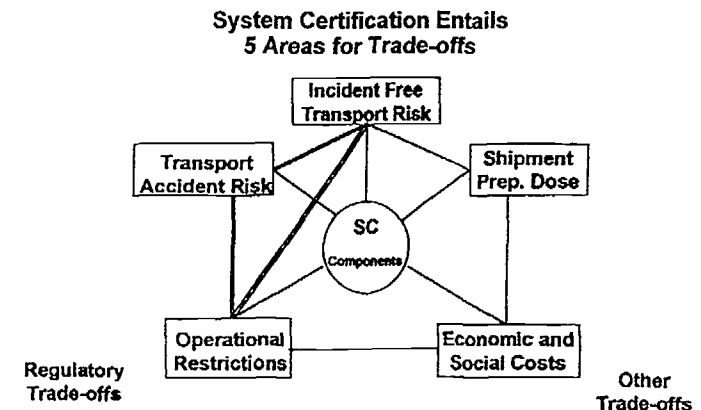 System Certification Entails
5 Areas for Trade-offs
Incident Free
Transport Risk
Transport
Accident Risk
Shipment
Prep. Dose
SC
Components
Operational
Restrictions
Economic and
Social Costs
Regulatory
Trade-offs
Other
Trade-offs